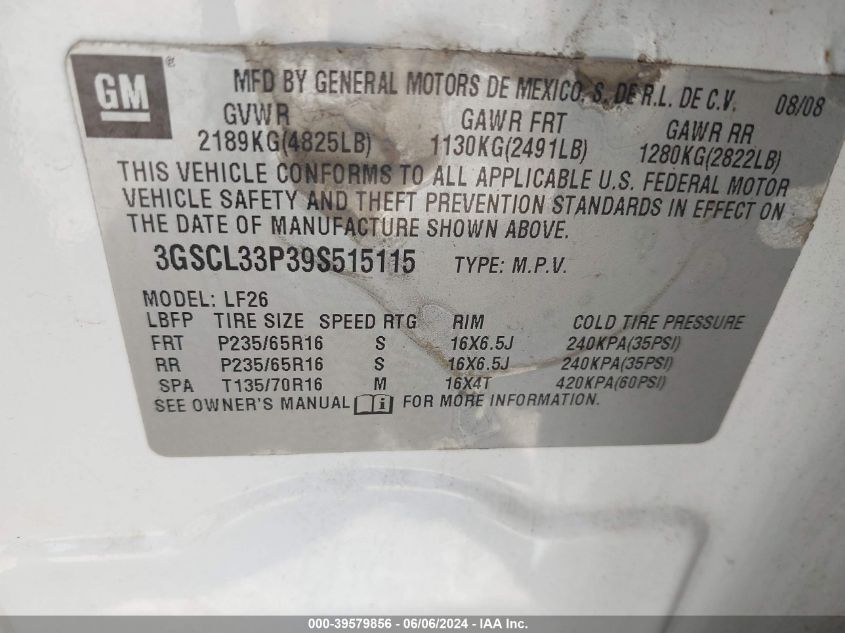 GM ®
MFD BY GENERAL MOTORS DE MEXICO, S. DE R.L. DE C.V. 08/08
GVWR GAWR FRT GAWR RR
2189KG(4825LB) 1130KG(2491LB) 1280KG(2822LB)
THIS VEHICLE CONFORMS TO ALL APPLICABLE U.S. FEDERAL MOTOR
VEHICLE SAFETY AND THEFT PREVENTION STANDARDS IN EFFECT ON
THE DATE OF MANUFACTURE SHOWN ABOVE.
3GSCL33P39S515115 TYPE: M.P.V.
MODEL: LF26
LBFP TIRE SIZE SPEED RTG RIM COLD TIRE PRESSURE
FRT P235/65R16 S 16X6.5J 240KPA(35PSI)
RR P235/65R16 S 16X6.5J 240KPA(35PSI)
SPA T135/70R16 M 16X4T 420KPA(60PSI)
SEE OWNER'S MANUAL FOR MORE INFORMATION.
000-39579856 - 06/06/2024 - IAA Inc.